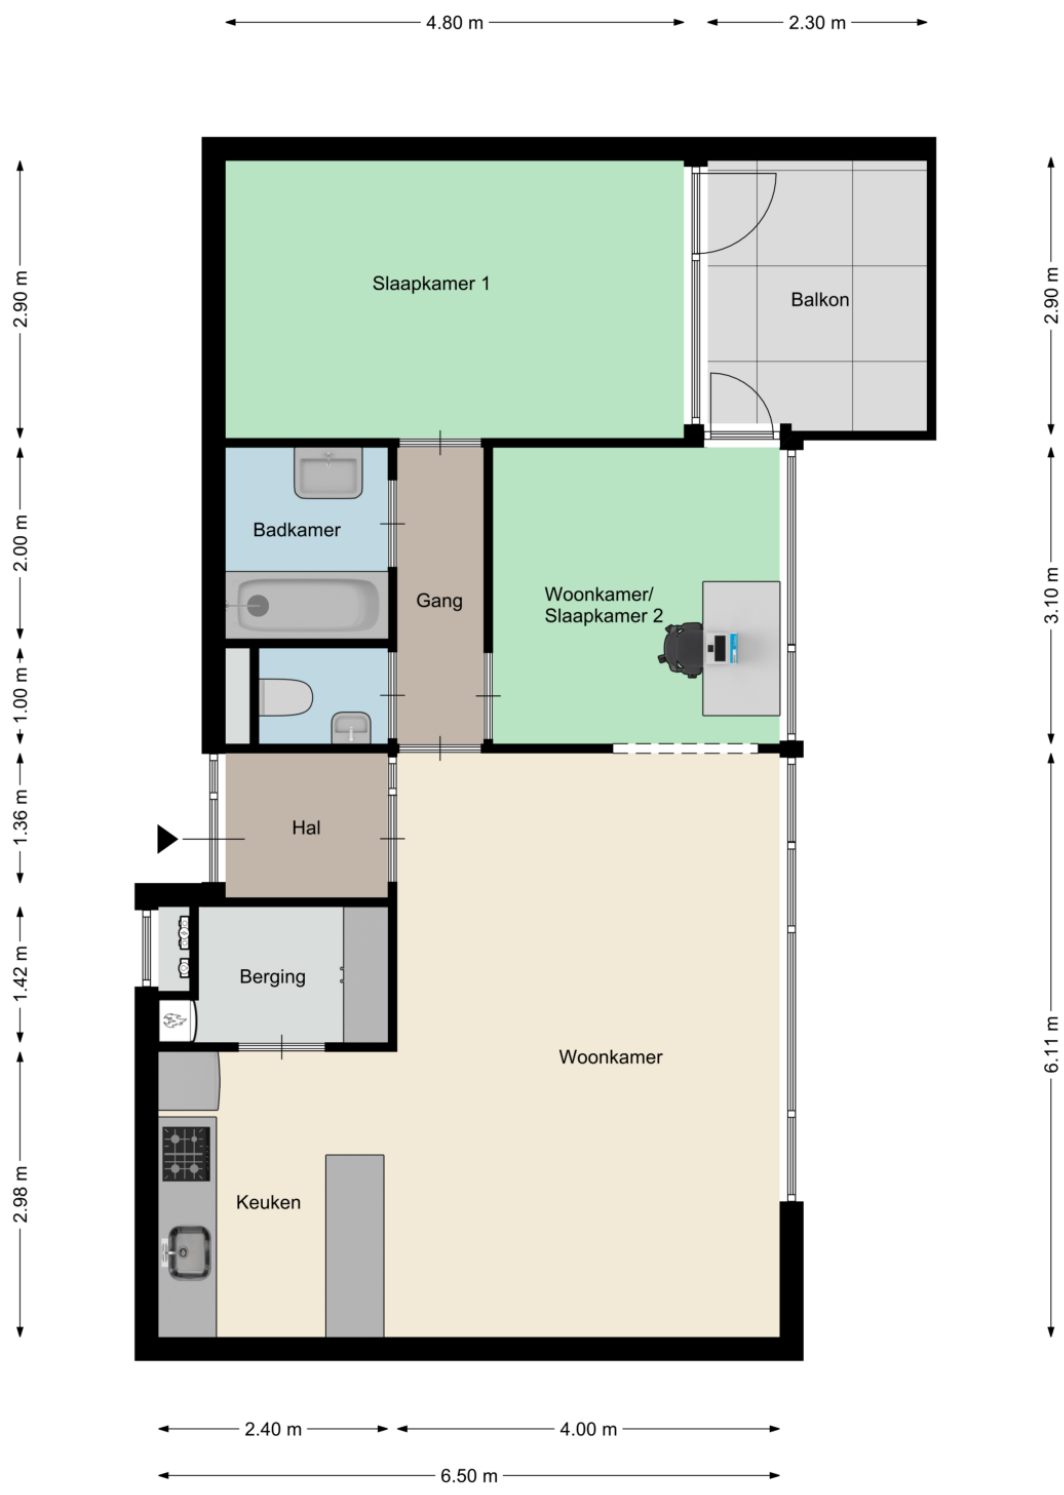 4.80 m
2.30 m
2.90 m
Slaapkamer 1
Balkon
2.90 m
2.00 m
Badkamer
Gang
Woonkamer/
Slaapkamer 2
3.10 m
1.00 m
1.36 m
Hal
1.42 m
Berging
Woonkamer
6.11 m
2.98 m
Keuken
2.40 m
4.00 m
6.50 m